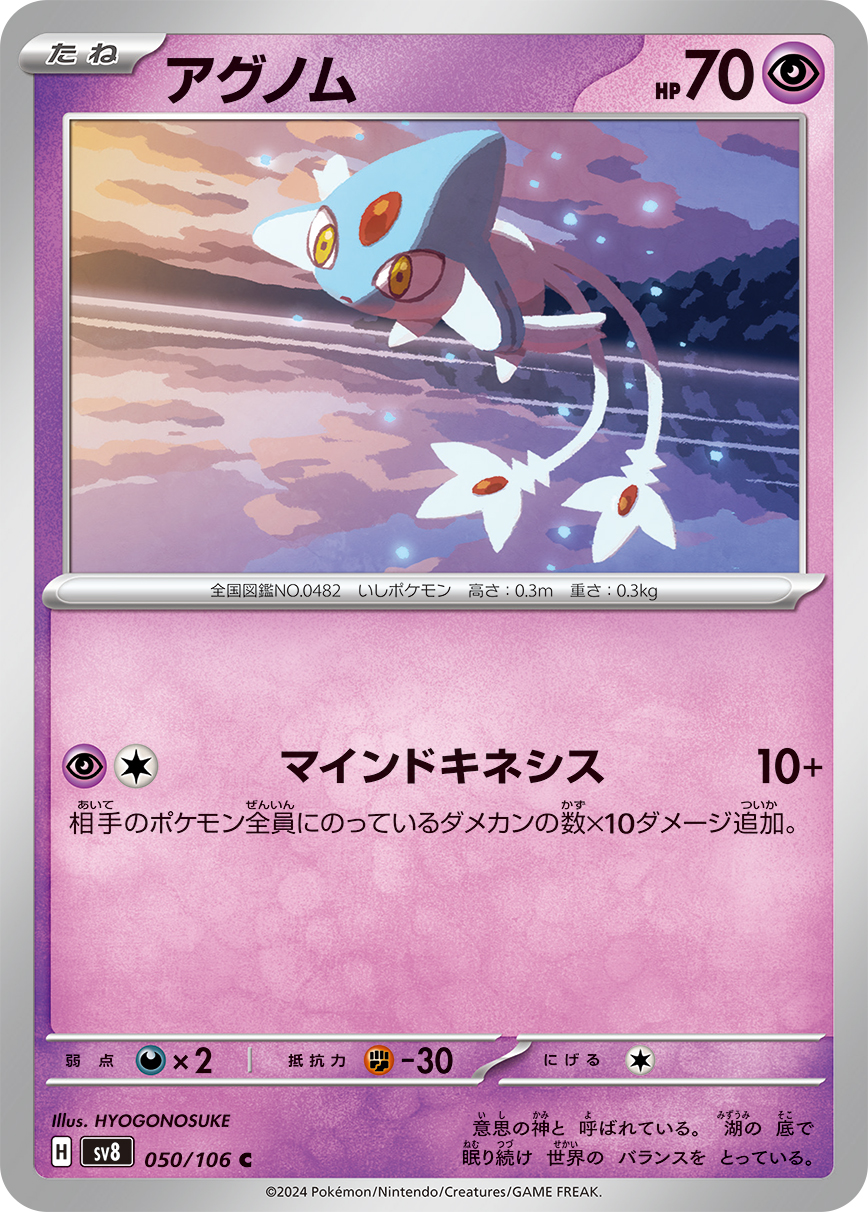 たね アグノム HP70
全国図鑑NO.0482 いしポケモン 高さ：0.3m 重さ：0.3kg
マインドキネシス 10+
相手のポケモン全員にのっているダメカンの数×10ダメージ追加。
弱点 ×2 抵抗力 -30 にげる
Illus. HYOGONOSUKE
H sv8 050/106 C
意思の神と 呼ばれている。 湖の 底で
眠り続け 世界の バランスを とっている。
©2024 Pokémon/Nintendo/Creatures/GAME FREAK.